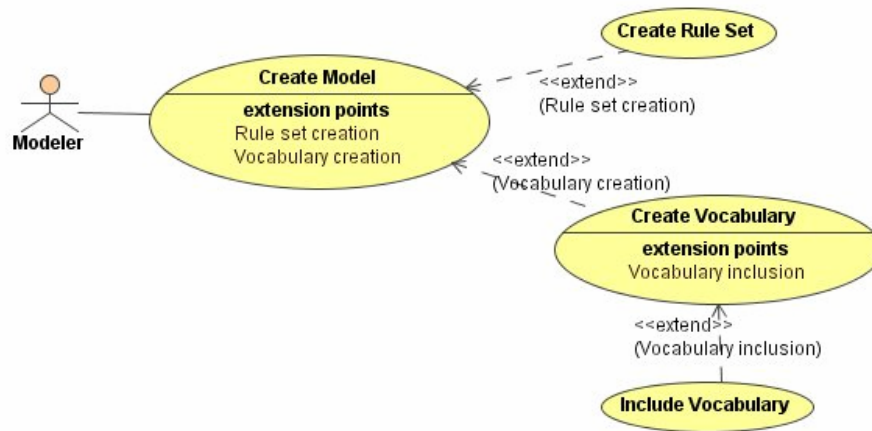 Create Rule Set
Create Model
<<extend>>
(Rule set creation)
extension points
Rule set creation
Vocabulary creation
Modeler
<<extend>>
(Vocabulary creation)
Create Vocabulary
extension points
Vocabulary inclusion
<<extend>>
(Vocabulary inclusion)
Include Vocabulary